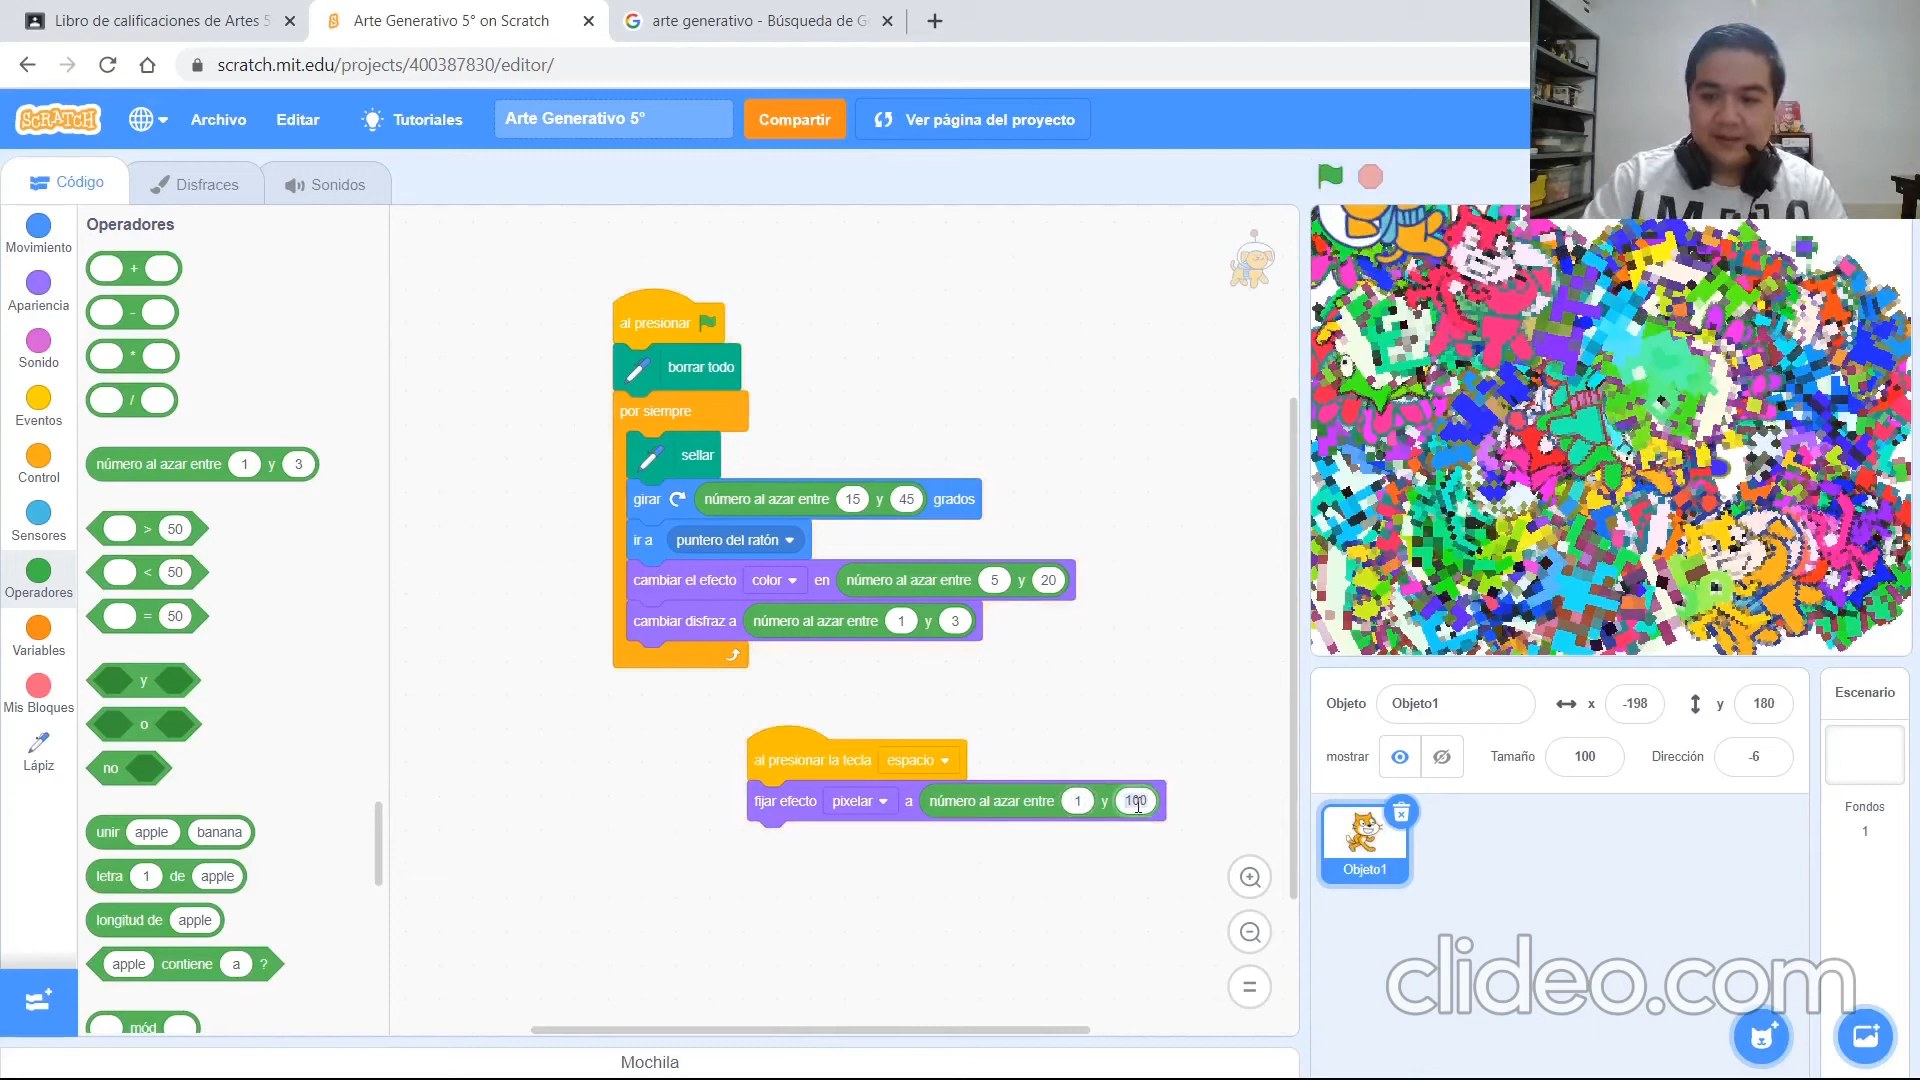 Libro de calificaciones de Artes 5
Arte Generativo 5° on Scratch
arte generativo - Búsqueda de G
scratch.mit.edu/projects/400387830/editor/
SCRATCH
Archivo
Editar
Tutoriales
Arte Generativo 5°
Compartir
Ver página del proyecto
Código
Disfraces
Sonidos
Movimiento
Apariencia
Sonido
Eventos
Control
Sensores
Operadores
Variables
Mis Bloques
Lápiz
Operadores
+
-
*
/
número al azar entre 1 y 3
> 50
< 50
= 50
y
o
no
unir apple banana
letra 1 de apple
longitud de apple
apple contiene a ?
mód
al presionar
borrar todo
por siempre
sellar
girar número al azar entre 15 y 45 grados
ir a puntero del ratón
cambiar el efecto color en número al azar entre 5 y 20
cambiar disfraz a número al azar entre 1 y 3
al presionar la tecla espacio
fijar efecto pixelar a número al azar entre 1 y 100
Mochila
Objeto Objeto1 x -198 y 180
mostrar Tamaño 100 Dirección -6
Objeto1
Escenario
Fondos
1
clideo.com